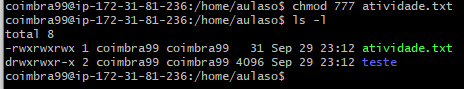 coimbra99@ip-172-31-81-236:/home/aulaso$ chmod 777 atividade.txt
coimbra99@ip-172-31-81-236:/home/aulaso$ ls -l
total 8
-rwxrwxrwx 1 coimbra99 coimbra99   31 Sep 29 23:12 atividade.txt
drwxrwxr-x 2 coimbra99 coimbra99 4096 Sep 29 23:12 teste
coimbra99@ip-172-31-81-236:/home/aulaso$